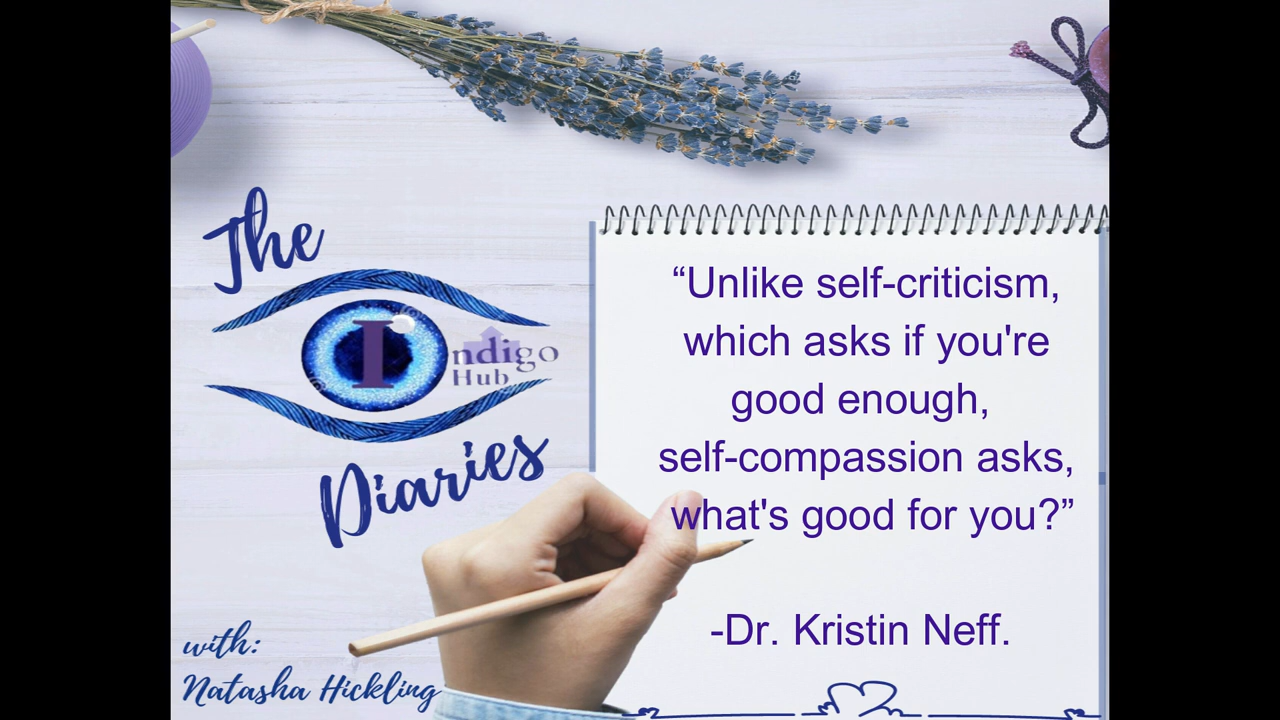 The
Indigo
Hub
Diaries
with:
Natasha Hickling
“Unlike self-criticism,
which asks if you're
good enough,
self-compassion asks,
what's good for you?”
-Dr. Kristin Neff.